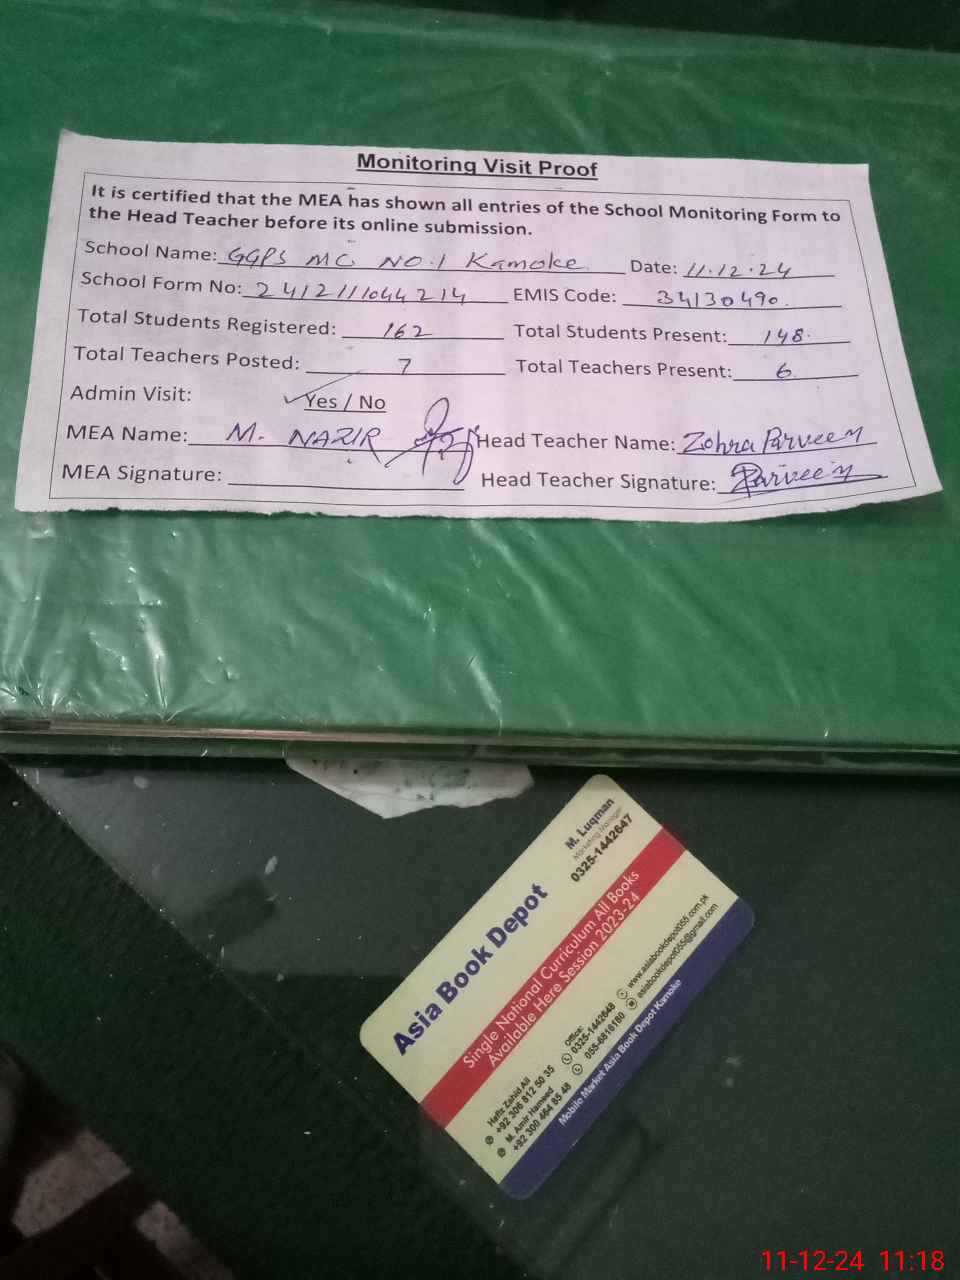 Monitoring Visit Proof
It is certified that the MEA has shown all entries of the School Monitoring Form to
the Head Teacher before its online submission.
School Name: GGPS MC NO.1 Kamoke. Date: 11.12.24
School Form No: 2412111044214 EMIS Code: 34130490.
Total Students Registered: 162 Total Students Present: 148.
Total Teachers Posted: 7 Total Teachers Present: 6.
Admin Visit: Yes / No
MEA Name: M. NAZIR Head Teacher Name: Zohra Parveen
MEA Signature: Head Teacher Signature: Parveen
M. Luqman
Marketing Manager
0325-1442647
Asia Book Depot
Single National Curriculum All Books
Available Here Session 2023-24
Hafiz Zahid Ali
+92 306 812 50 35
M. Amir Hameed
+92 300 464 85 48
Office:
0325-1442648
055-6816180
www.asiabookdepot055.com.pk
asiabookdepot055@gmail.com
Mobile Market Asia Book Depot Kamoke
11-12-24 11:18